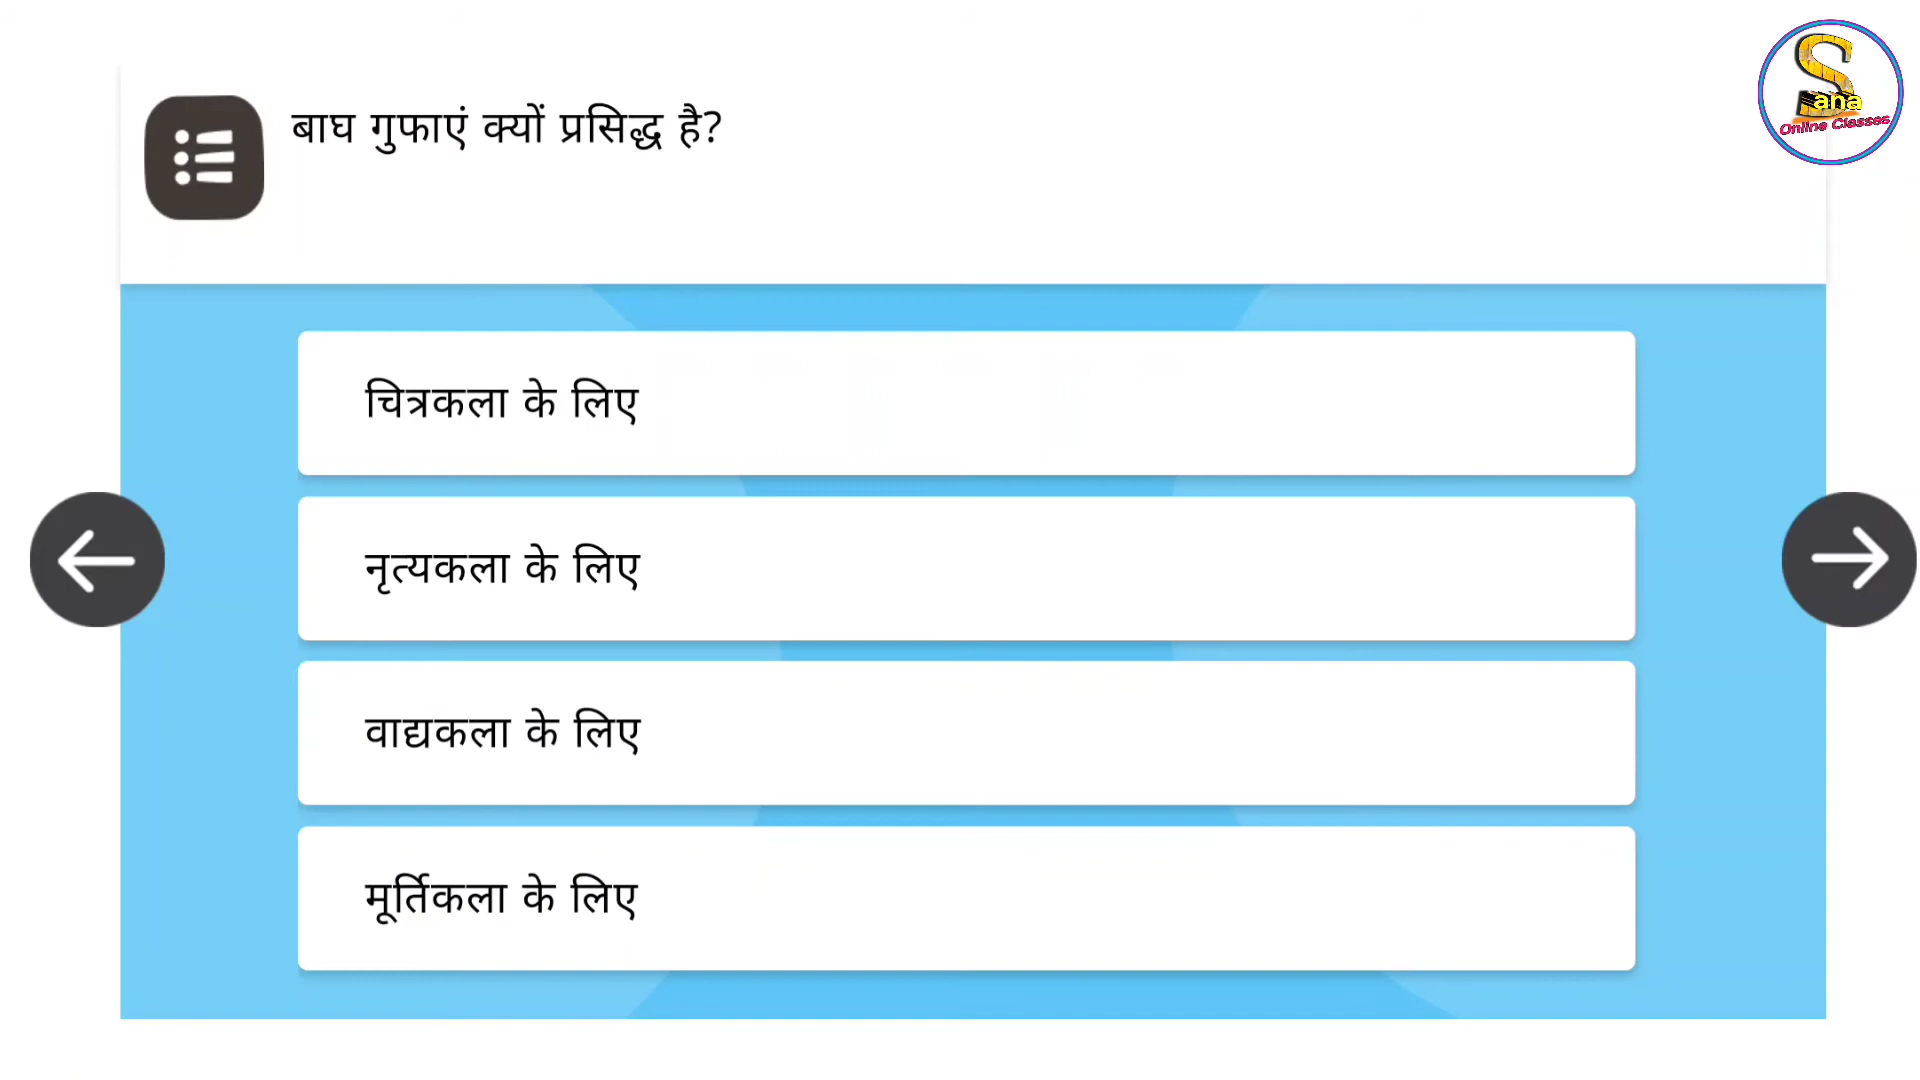 बाघ गुफाएं क्यों प्रसिद्ध है?
चित्रकला के लिए
नृत्यकला के लिए
वाद्यकला के लिए
मूर्तिकला के लिए
Sana
Online Classes